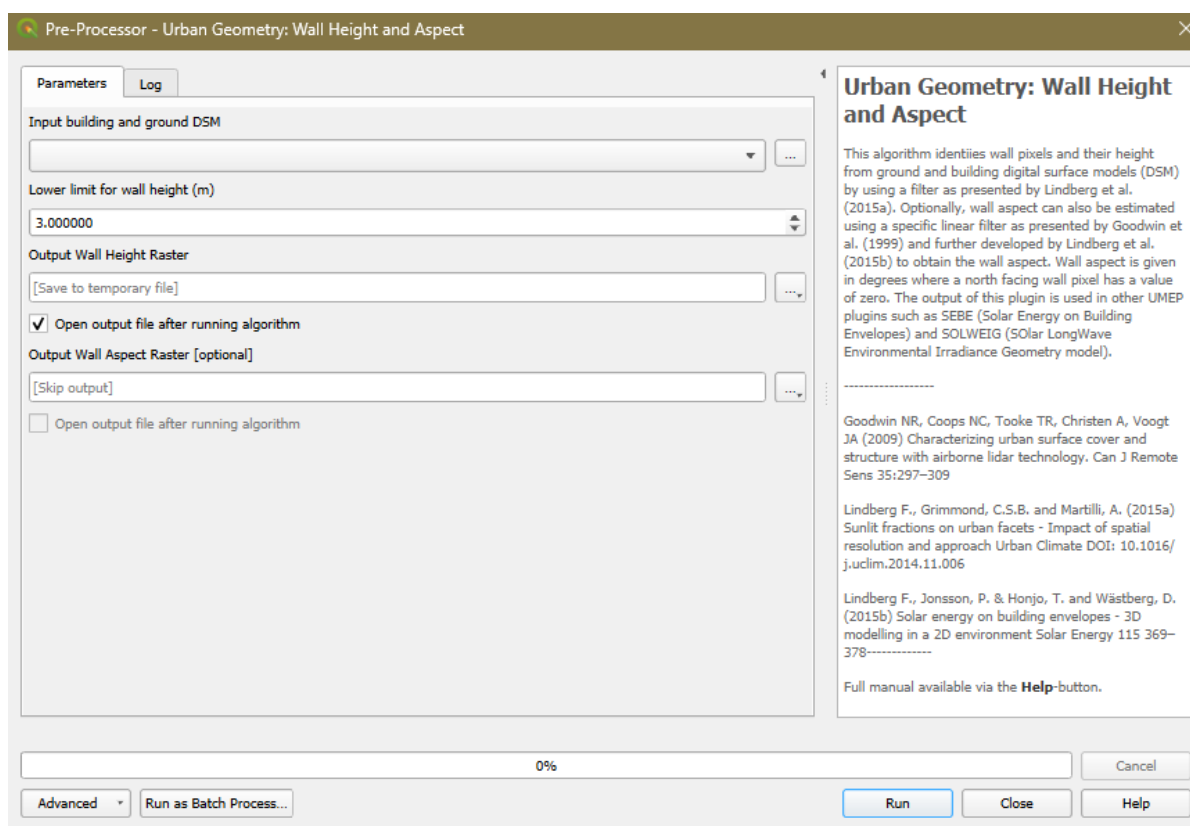 Pre-Processor - Urban Geometry: Wall Height and Aspect
Parameters
Log
Input building and ground DSM
...
Lower limit for wall height (m)
3.000000
Output Wall Height Raster
[Save to temporary file]
...
Open output file after running algorithm
Output Wall Aspect Raster [optional]
[Skip output]
...
Open output file after running algorithm
Urban Geometry: Wall Height
and Aspect
This algorithm identiies wall pixels and their height
from ground and building digital surface models (DSM)
by using a filter as presented by Lindberg et al.
(2015a). Optionally, wall aspect can also be estimated
using a specific linear filter as presented by Goodwin et
al. (1999) and further developed by Lindberg et al.
(2015b) to obtain the wall aspect. Wall aspect is given
in degrees where a north facing wall pixel has a value
of zero. The output of this plugin is used in other UMEP
plugins such as SEBE (Solar Energy on Building
Envelopes) and SOLWEIG (SOlar LongWave
Environmental Irradiance Geometry model).
------------------
Goodwin NR, Coops NC, Tooke TR, Christen A, Voogt
JA (2009) Characterizing urban surface cover and
structure with airborne lidar technology. Can J Remote
Sens 35:297–309
Lindberg F., Grimmond, C.S.B. and Martilli, A. (2015a)
Sunlit fractions on urban facets - Impact of spatial
resolution and approach Urban Climate DOI: 10.1016/
j.uclim.2014.11.006
Lindberg F., Jonsson, P. & Honjo, T. and Wästberg, D.
(2015b) Solar energy on building envelopes - 3D
modelling in a 2D environment Solar Energy 115 369–
378-------------
Full manual available via the Help-button.
0%
Cancel
Advanced
Run as Batch Process...
Run
Close
Help